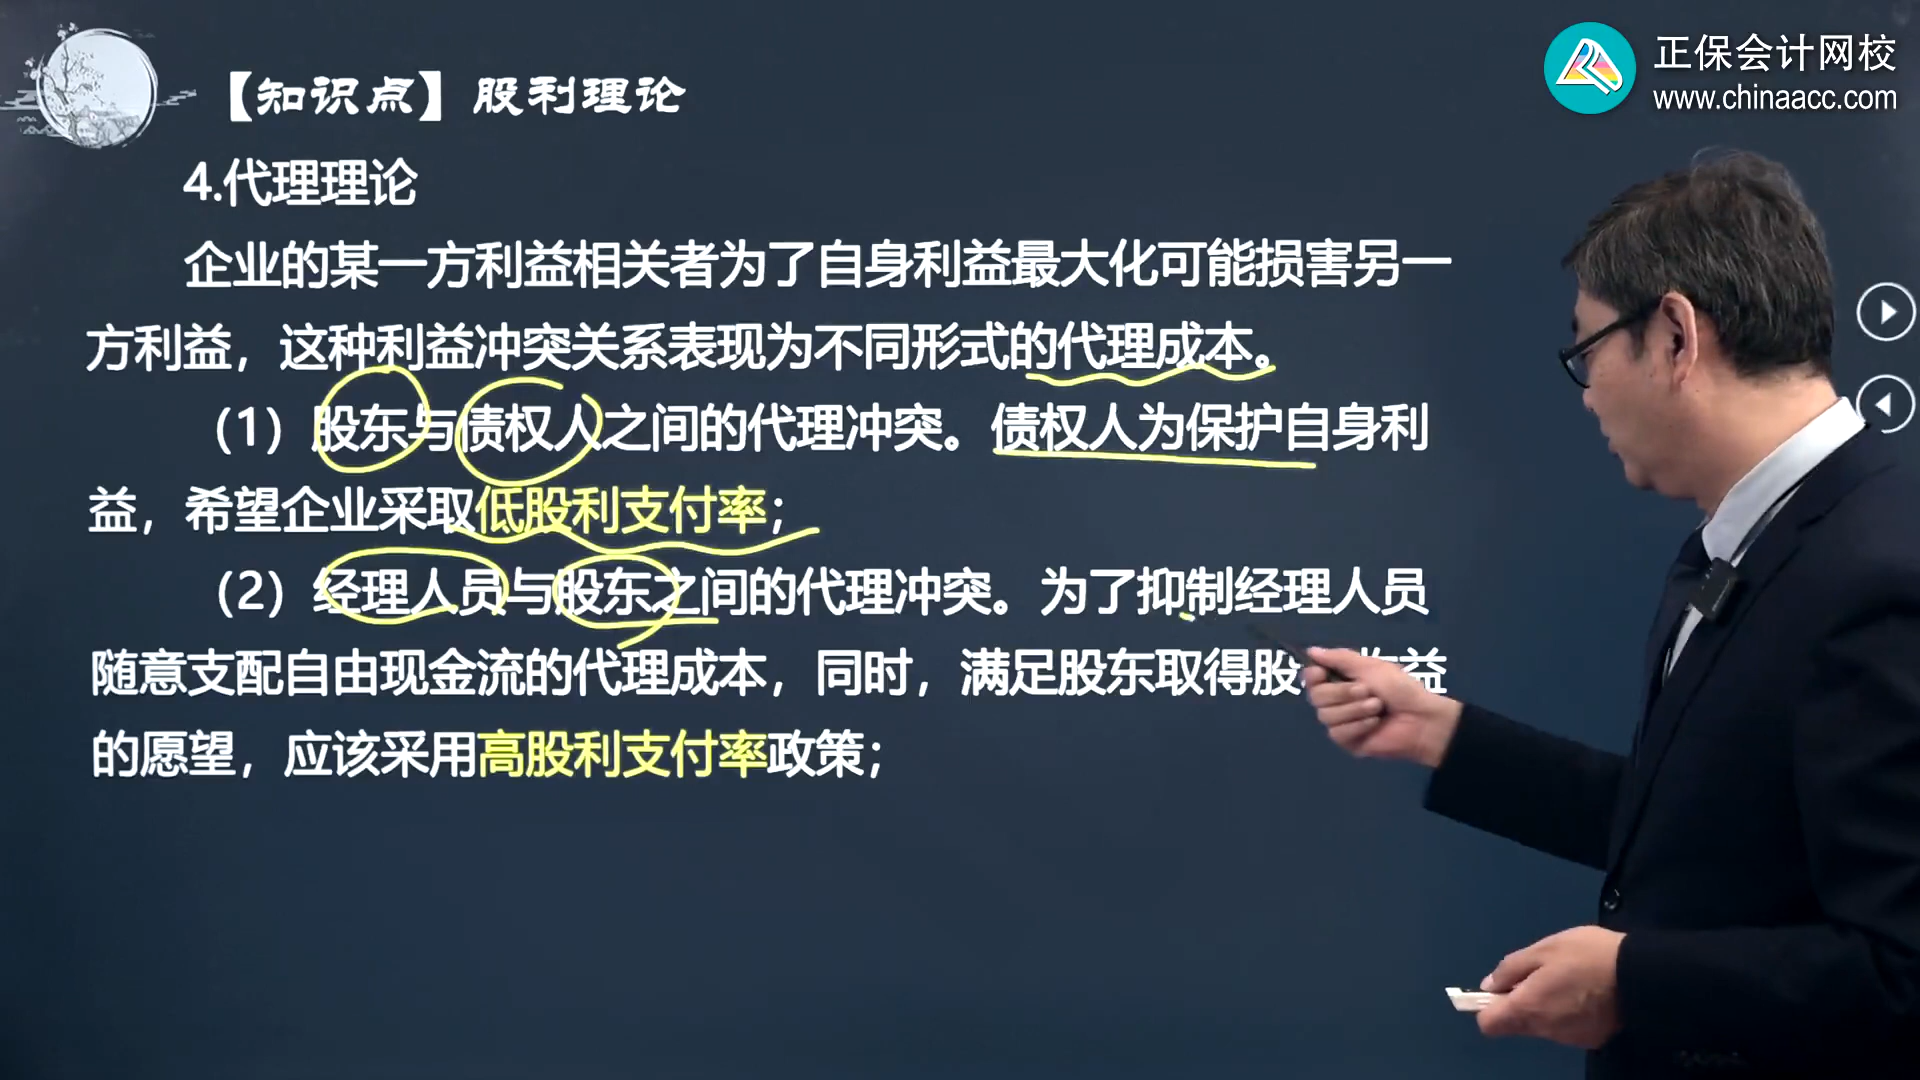 正保会计网校
www.chinaacc.com
【知识点】股利理论
4.代理理论
企业的某一方利益相关者为了自身利益最大化可能损害另一
方利益，这种利益冲突关系表现为不同形式的代理成本。
（1）股东与债权人之间的代理冲突。债权人为保护自身利
益，希望企业采取低股利支付率；
（2）经理人员与股东之间的代理冲突。为了抑制经理人员
随意支配自由现金流的代理成本，同时，满足股东取得股 收益
的愿望，应该采用高股利支付率政策；